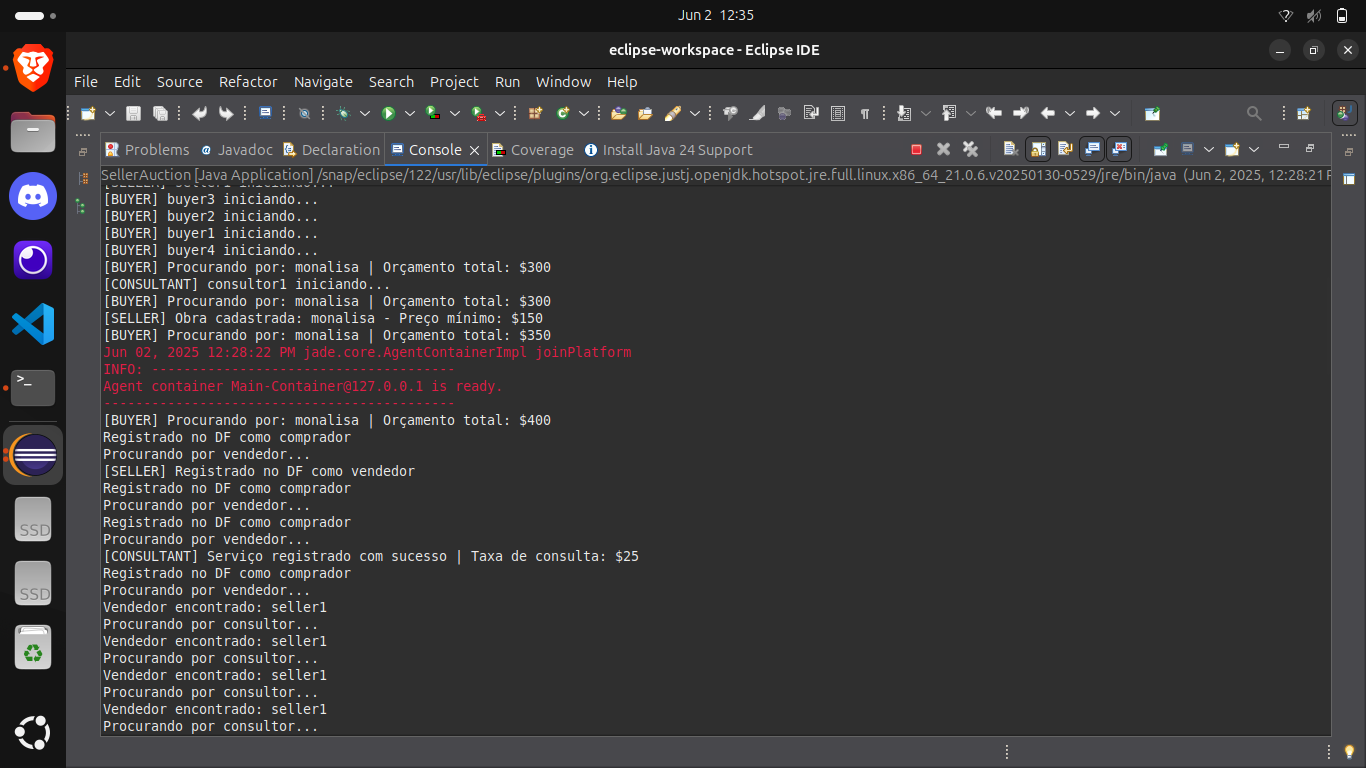 Jun 2 12:35
eclipse-workspace - Eclipse IDE
File Edit Source Refactor Navigate Search Project Run Window Help
Problems Javadoc Declaration Console Coverage Install Java 24 Support
SellerAuction [Java Application] /snap/eclipse/122/usr/lib/eclipse/plugins/org.eclipse.justj.openjdk.hotspot.jre.full.linux.x86_64_21.0.6.v20250130-0529/jre/bin/java (Jun 2, 2025, 12:28:21 P
[SELLER] seller1 iniciando...
[BUYER] buyer3 iniciando...
[BUYER] buyer2 iniciando...
[BUYER] buyer1 iniciando...
[BUYER] buyer4 iniciando...
[BUYER] Procurando por: monalisa | Orçamento total: $300
[CONSULTANT] consultor1 iniciando...
[BUYER] Procurando por: monalisa | Orçamento total: $300
[SELLER] Obra cadastrada: monalisa - Preço mínimo: $150
[BUYER] Procurando por: monalisa | Orçamento total: $350
Jun 02, 2025 12:28:22 PM jade.core.AgentContainerImpl joinPlatform
INFO: --------------------------------------
Agent container Main-Container@127.0.0.1 is ready.
--------------------------------------------
[BUYER] Procurando por: monalisa | Orçamento total: $400
Registrado no DF como comprador
Procurando por vendedor...
[SELLER] Registrado no DF como vendedor
Registrado no DF como comprador
Procurando por vendedor...
Registrado no DF como comprador
Procurando por vendedor...
[CONSULTANT] Serviço registrado com sucesso | Taxa de consulta: $25
Registrado no DF como comprador
Procurando por vendedor...
Vendedor encontrado: seller1
Procurando por consultor...
Vendedor encontrado: seller1
Procurando por consultor...
Vendedor encontrado: seller1
Procurando por consultor...
Vendedor encontrado: seller1
Procurando por consultor...
SSD
SSD